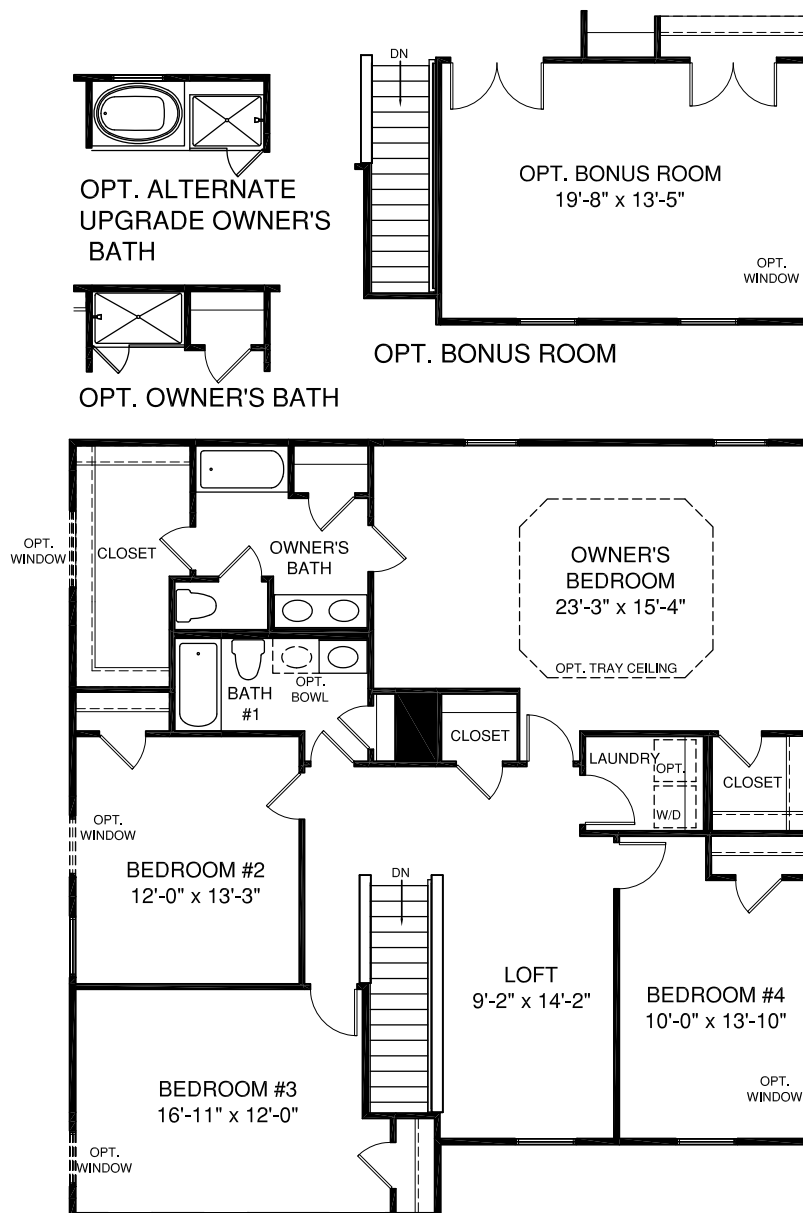 DN
OPT. BONUS ROOM
19'-8" x 13'-5"
OPT.
WINDOW
OPT. BONUS ROOM
OPT. ALTERNATE
UPGRADE OWNER'S
BATH
OPT. OWNER'S BATH
OPT.
WINDOW
CLOSET
OWNER'S
BATH
OWNER'S
BEDROOM
23'-3" x 15'-4"
OPT. TRAY CEILING
BATH
#1
OPT.
BOWL
CLOSET
LAUNDRY
OPT.
W/D
CLOSET
OPT.
WINDOW
BEDROOM #2
12'-0" x 13'-3"
DN
LOFT
9'-2" x 14'-2"
BEDROOM #4
10'-0" x 13'-10"
OPT.
WINDOW
BEDROOM #3
16'-11" x 12'-0"
OPT.
WINDOW